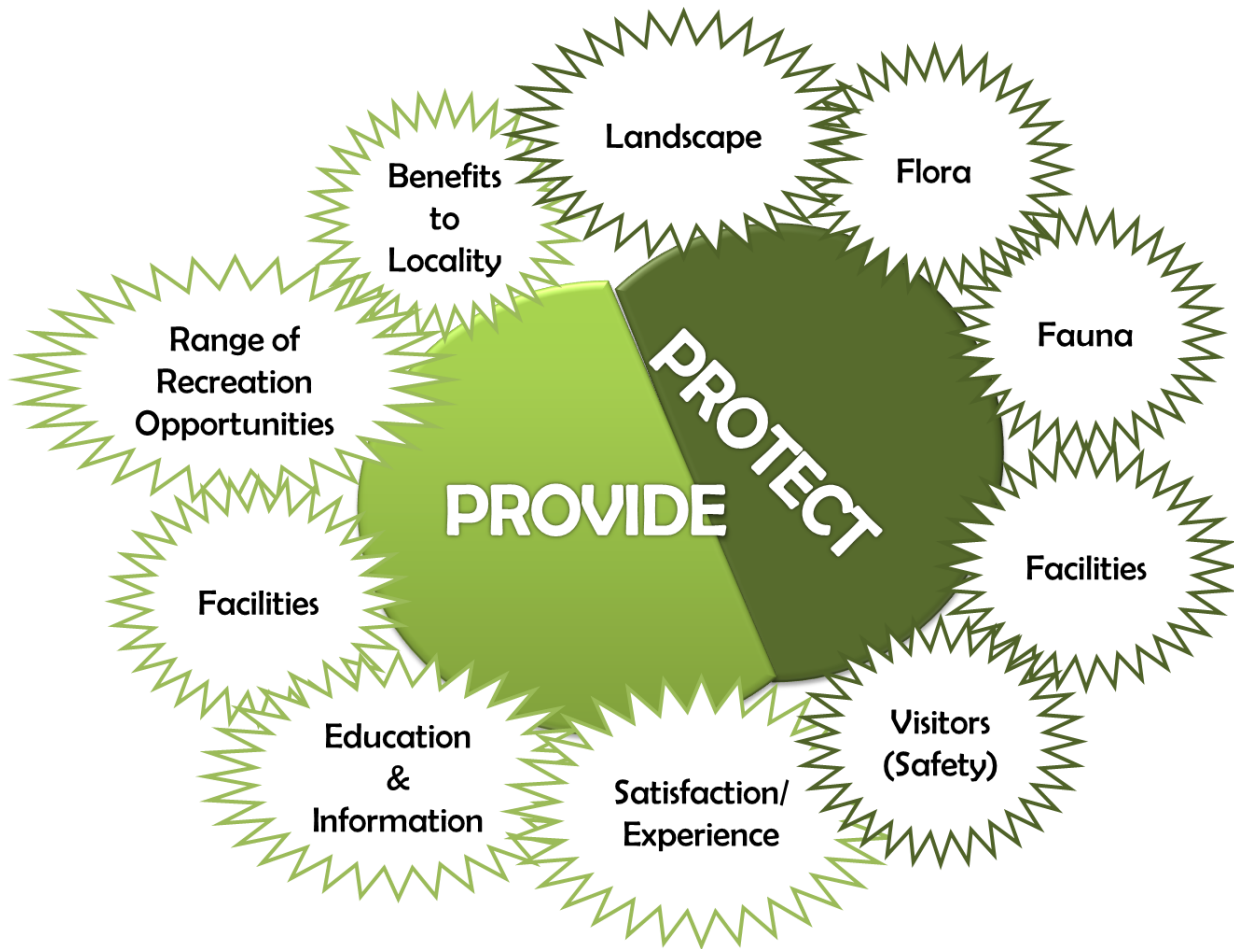 Landscape
Flora
Benefits
to
Locality
Fauna
Range of
Recreation
Opportunities
PROTECT
PROVIDE
Facilities
Facilities
Education
&
Information
Visitors
(Safety)
Satisfaction/
Experience